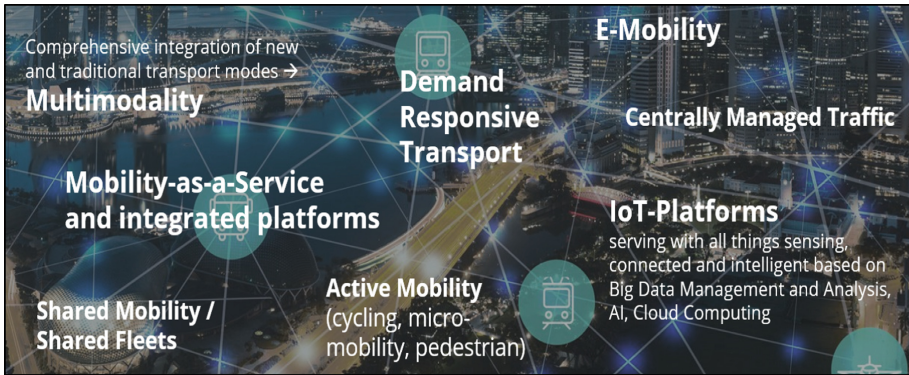 Comprehensive integration of new
and traditional transport modes →
Multimodality
Demand
Responsive
Transport
E-Mobility
Centrally Managed Traffic
Mobility-as-a-Service
and integrated platforms
IoT-Platforms
serving with all things sensing,
connected and intelligent based on
Big Data Management and Analysis,
AI, Cloud Computing
Shared Mobility /
Shared Fleets
Active Mobility
(cycling, micro-
mobility, pedestrian)